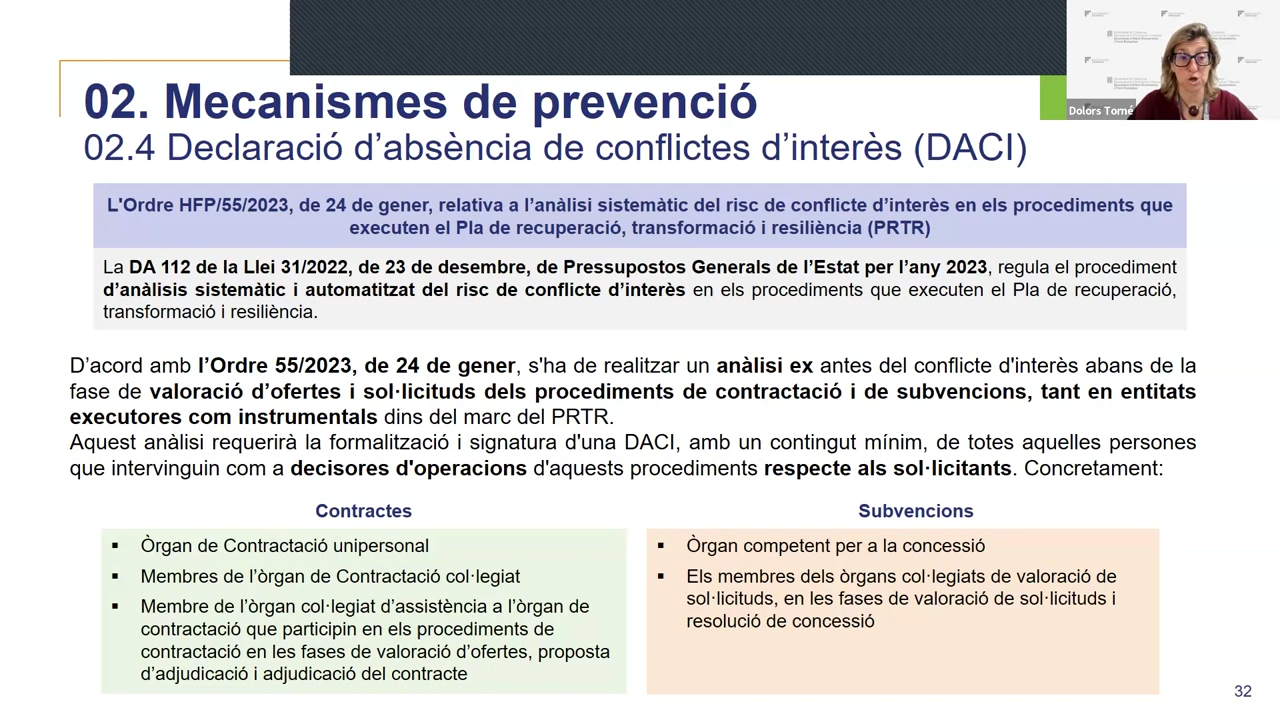 02. Mecanismes de prevenció
02.4 Declaració d’absència de conflictes d’interès (DACI)
Dolors Torné
L'Ordre HFP/55/2023, de 24 de gener, relativa a l’anàlisi sistemàtic del risc de conflicte d’interès en els procediments que
executen el Pla de recuperació, transformació i resiliència (PRTR)
La DA 112 de la Llei 31/2022, de 23 de desembre, de Pressupostos Generals de l’Estat per l’any 2023, regula el procediment
d’anàlisis sistemàtic i automatitzat del risc de conflicte d’interès en els procediments que executen el Pla de recuperació,
transformació i resiliència.
D’acord amb l’Ordre 55/2023, de 24 de gener, s'ha de realitzar un anàlisi ex antes del conflicte d'interès abans de la
fase de valoració d’ofertes i sol·licituds dels procediments de contractació i de subvencions, tant en entitats
executores com instrumentals dins del marc del PRTR.
Aquest anàlisi requerirà la formalització i signatura d'una DACI, amb un contingut mínim, de totes aquelles persones
que intervinguin com a decisores d'operacions d'aquests procediments respecte als sol·licitants. Concretament:
Contractes
▪ Òrgan de Contractació unipersonal
▪ Membres de l’òrgan de Contractació col·legiat
▪ Membre de l’òrgan col·legiat d’assistència a l’òrgan de
contractació que participin en els procediments de
contractació en les fases de valoració d’ofertes, proposta
d’adjudicació i adjudicació del contracte
Subvencions
▪ Òrgan competent per a la concessió
▪ Els membres dels òrgans col·legiats de valoració de
sol·licituds, en les fases de valoració de sol·licituds i
resolució de concessió
32